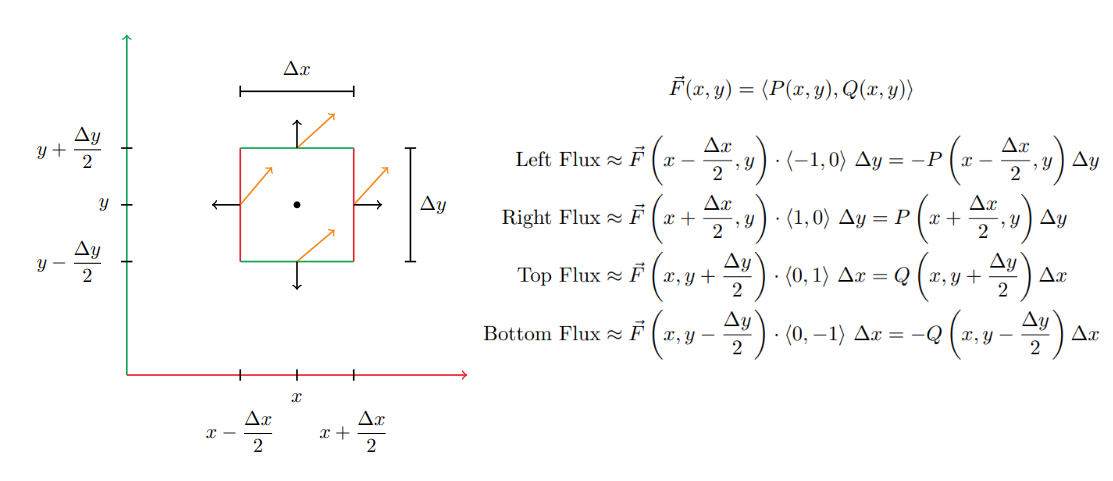 Δx
y + Δy/2
y
y − Δy/2
Δy
x
x − Δx/2
x + Δx/2
F⃗(x, y) = ⟨P(x, y), Q(x, y)⟩
Left Flux ≈ F⃗(x − Δx/2, y) · ⟨−1, 0⟩ Δy = −P(x − Δx/2, y) Δy
Right Flux ≈ F⃗(x + Δx/2, y) · ⟨1, 0⟩ Δy = P(x + Δx/2, y) Δy
Top Flux ≈ F⃗(x, y + Δy/2) · ⟨0, 1⟩ Δx = Q(x, y + Δy/2) Δx
Bottom Flux ≈ F⃗(x, y − Δy/2) · ⟨0, −1⟩ Δx = −Q(x, y − Δy/2) Δx